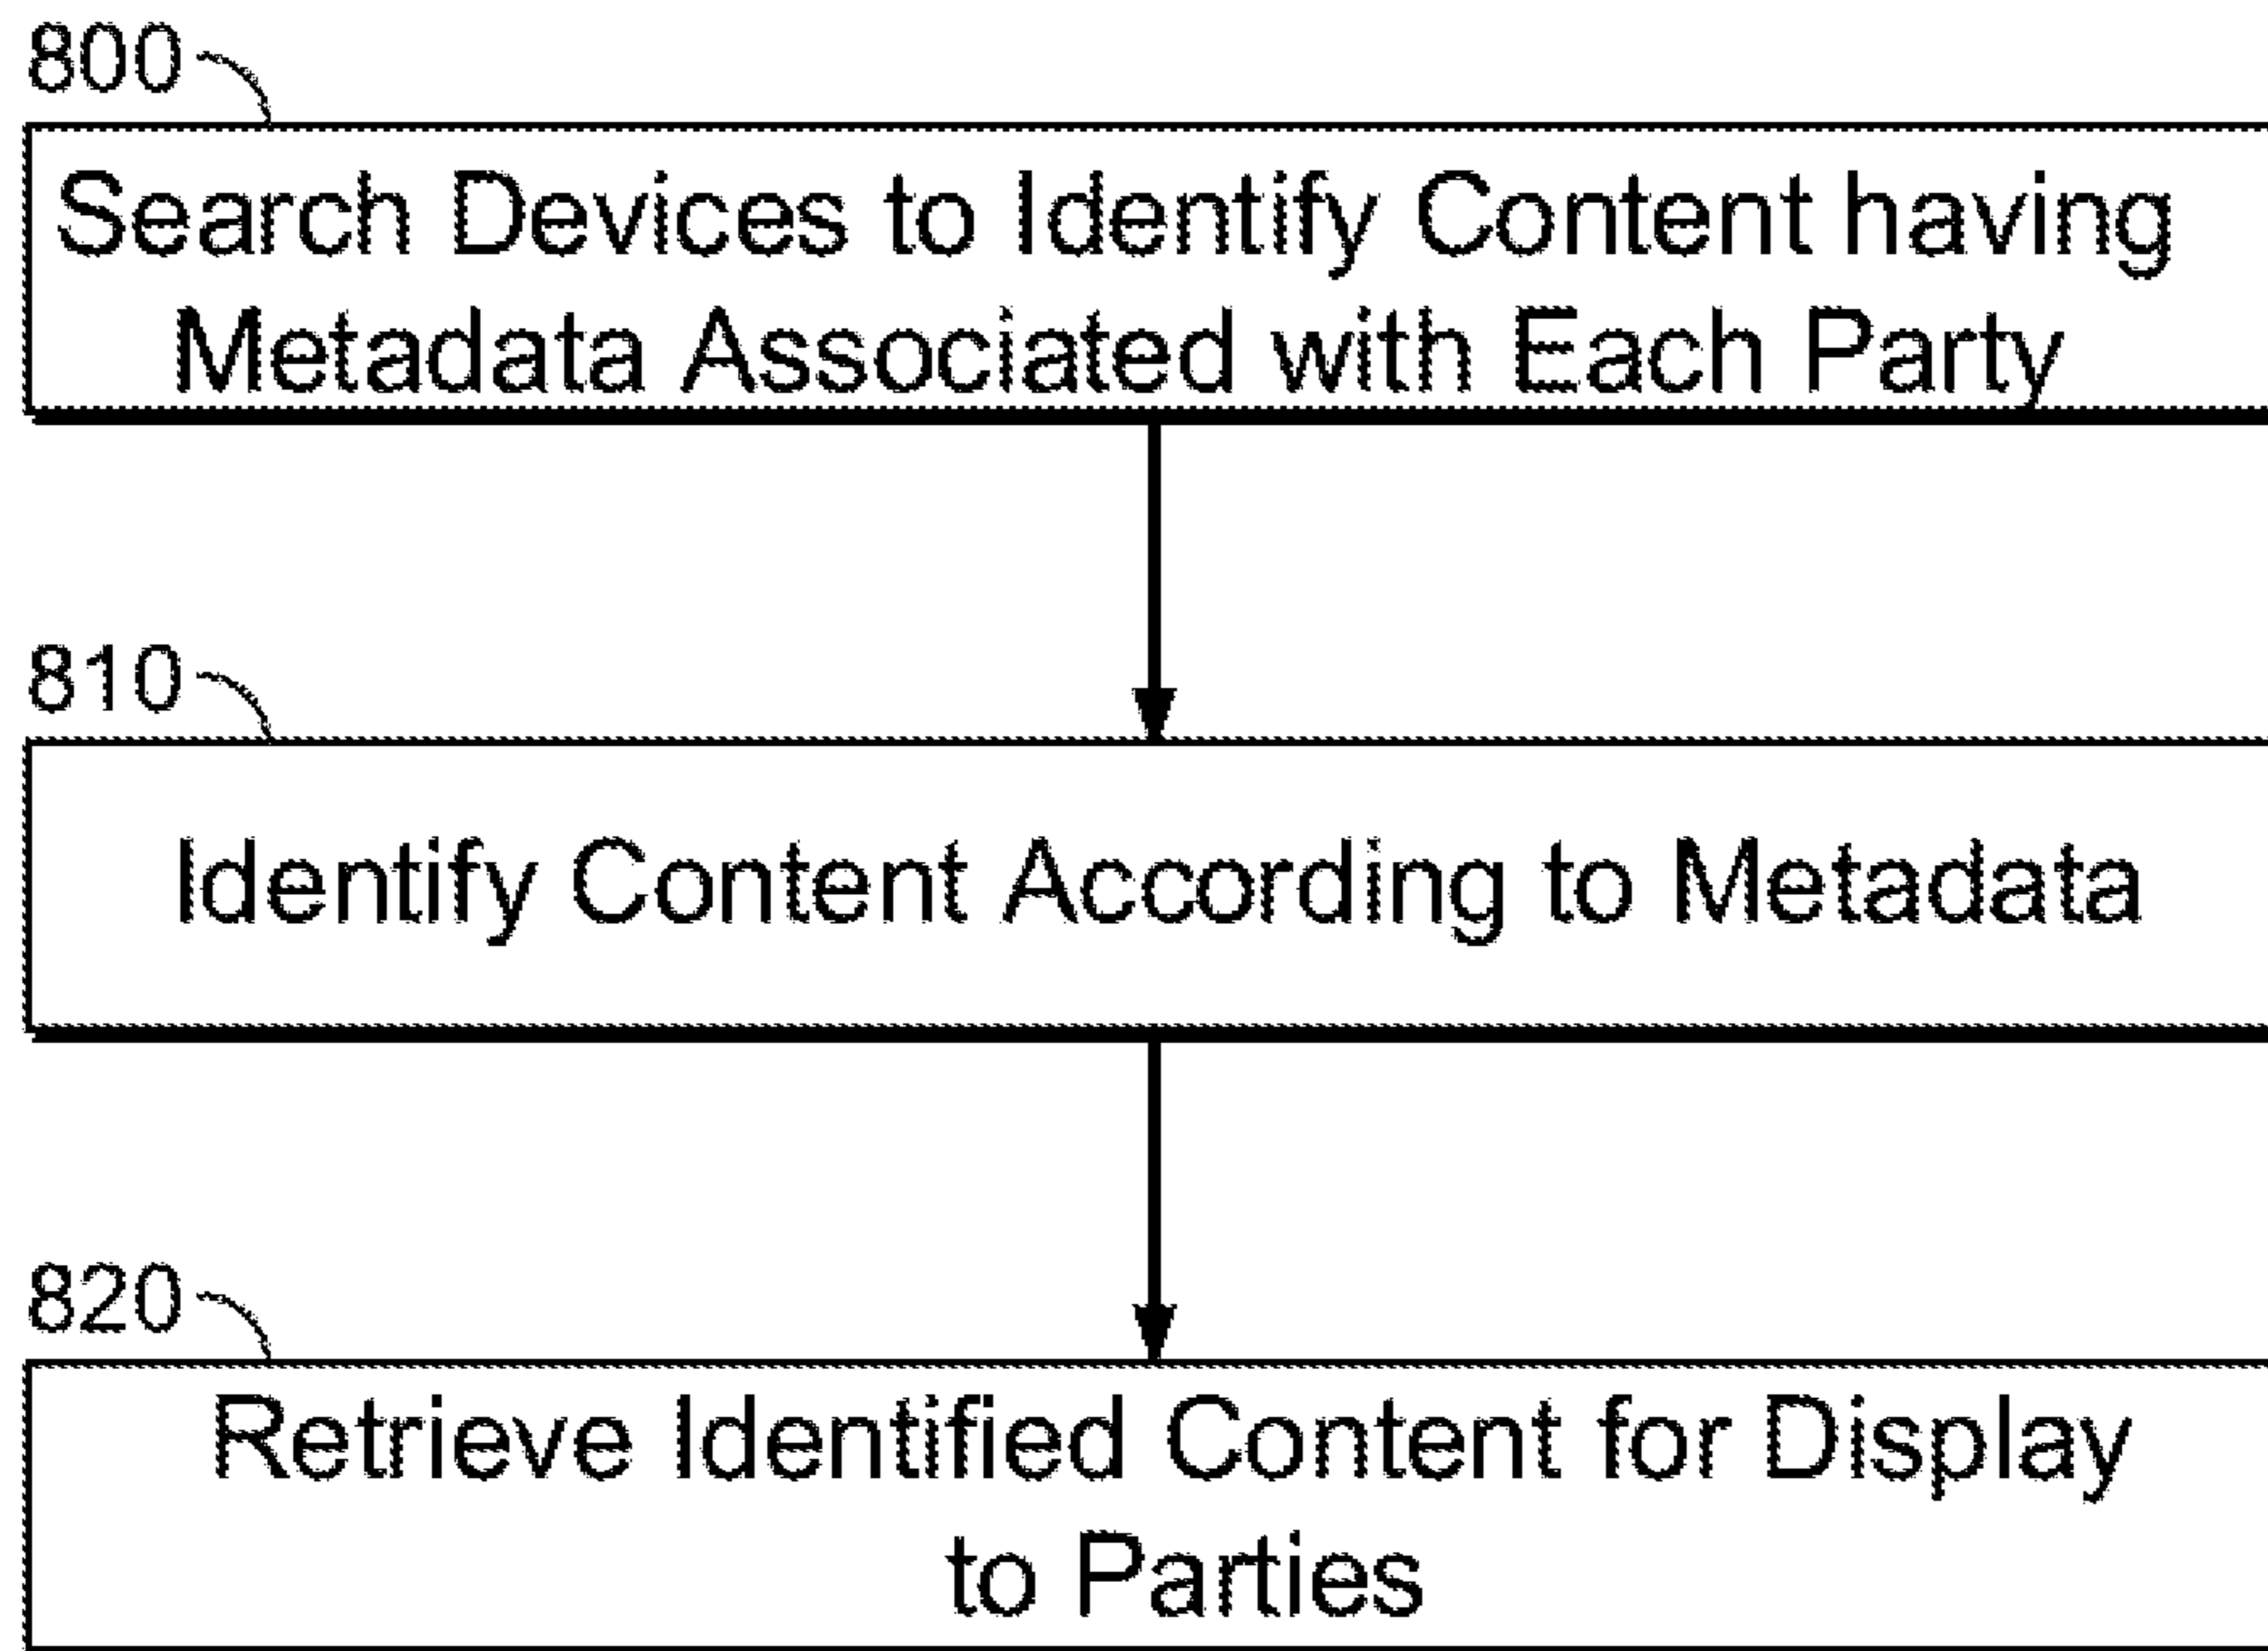 800
Search Devices to Identify Content having
Metadata Associated with Each Party
810
Identify Content According to Metadata
820
Retrieve Identified Content for Display
to Parties